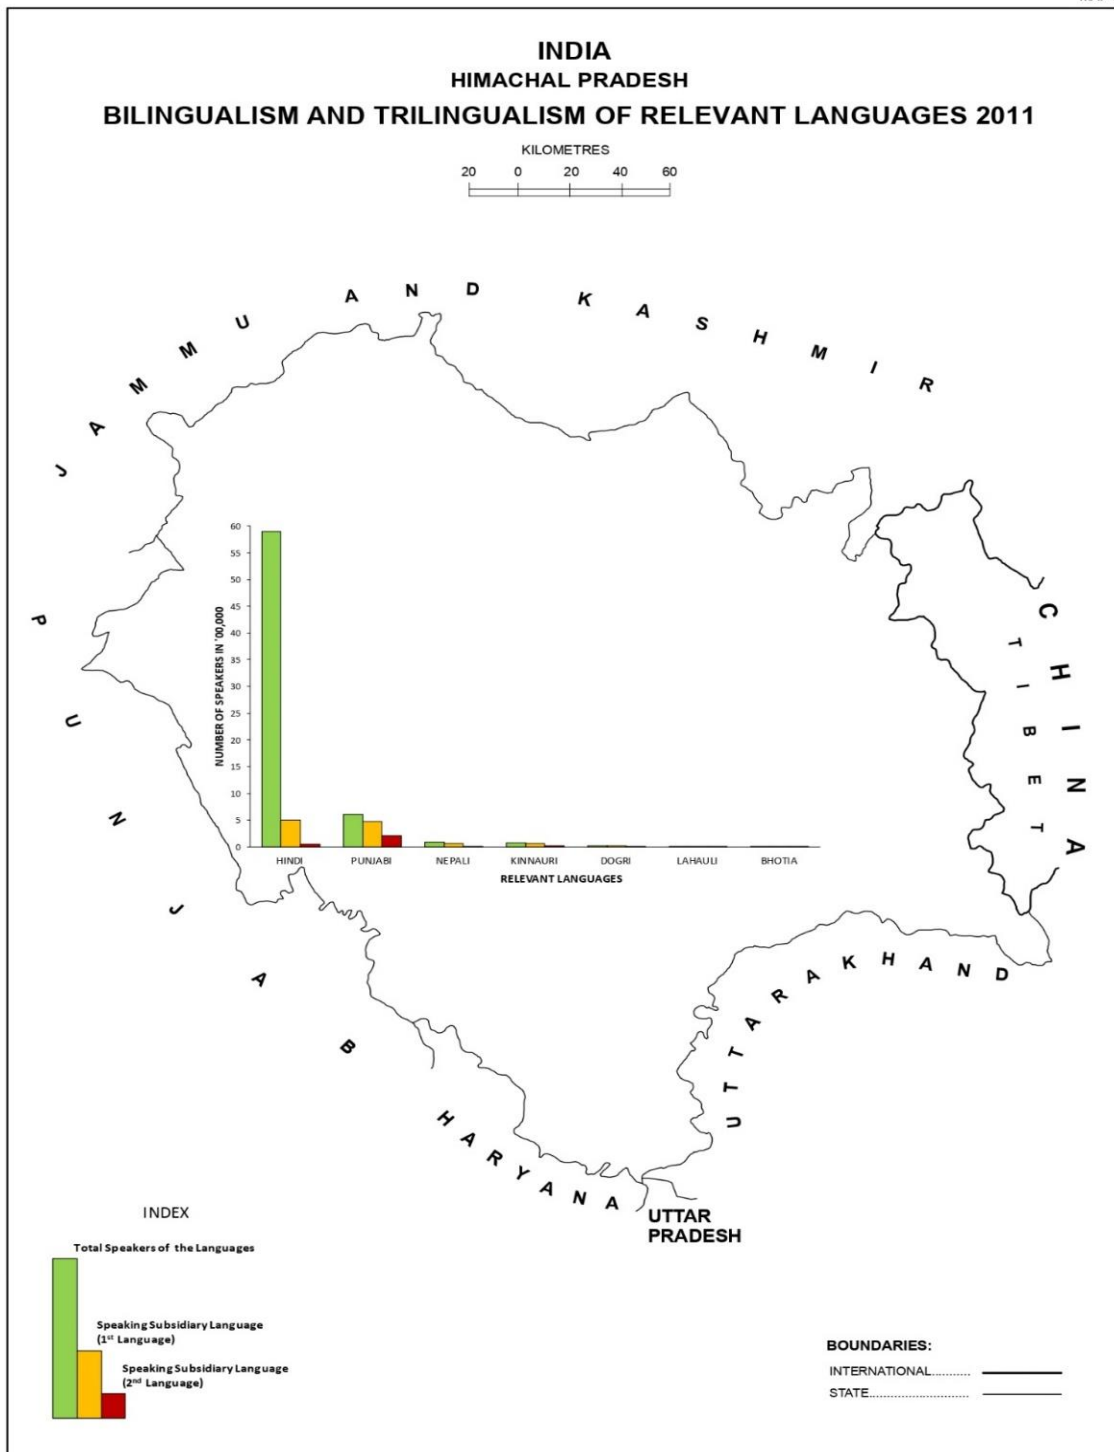 INDIA
HIMACHAL PRADESH
BILINGUALISM AND TRILINGUALISM OF RELEVANT LANGUAGES 2011
KILOMETRES
20 0 20 40 60
JAMMU AND KASHMIR
PUNJAB
HARYANA
UTTAR
PRADESH
UTTARAKHAND
CHINA
TIBET
NUMBER OF SPEAKERS IN '00,000
60
55
50
45
40
35
30
25
20
15
10
5
0
HINDI PUNJABI NEPALI KINNAURI DOGRI LAHAULI BHOTIA
RELEVANT LANGUAGES
INDEX
Total Speakers of the Languages
Speaking Subsidiary Language
(1st Language)
Speaking Subsidiary Language
(2nd Language)
BOUNDARIES:
INTERNATIONAL..........
STATE..........................